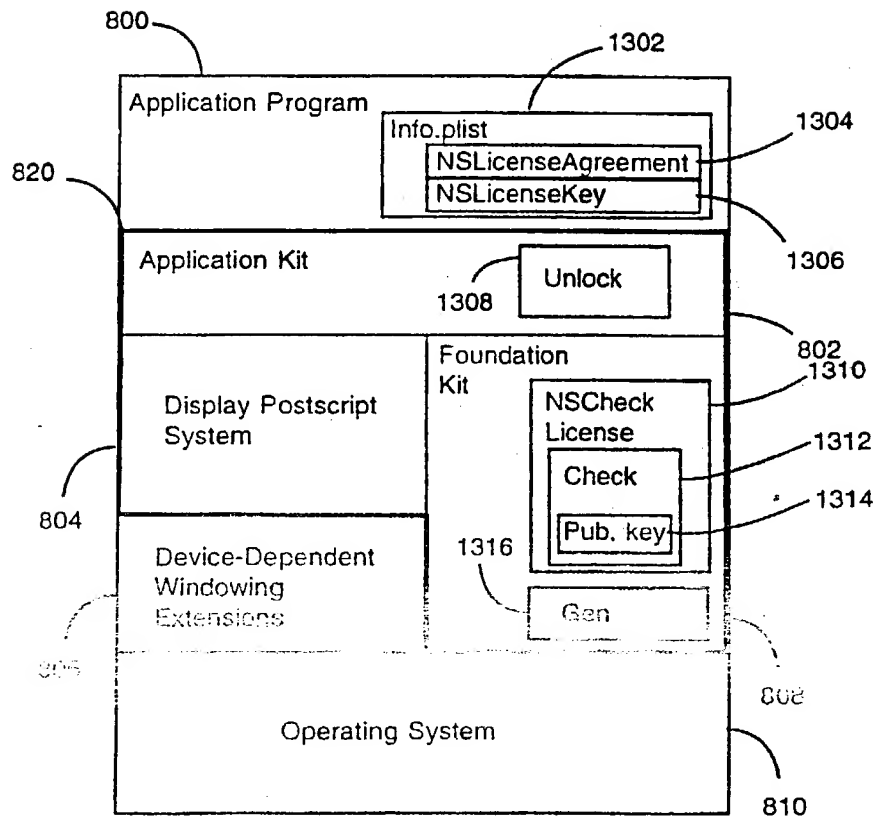 800
1302
Application Program
Info.plist
1304
NSLicenseAgreement
820
NSLicenseKey
1306
Application Kit
1308
Unlock
802
Foundation
Kit
1310
NSCheck
License
Display Postscript
System
1312
Check
804
1314
Pub. key
1316
Device-Dependent
Windowing
Extensions
Gen
806
808
Operating System
810